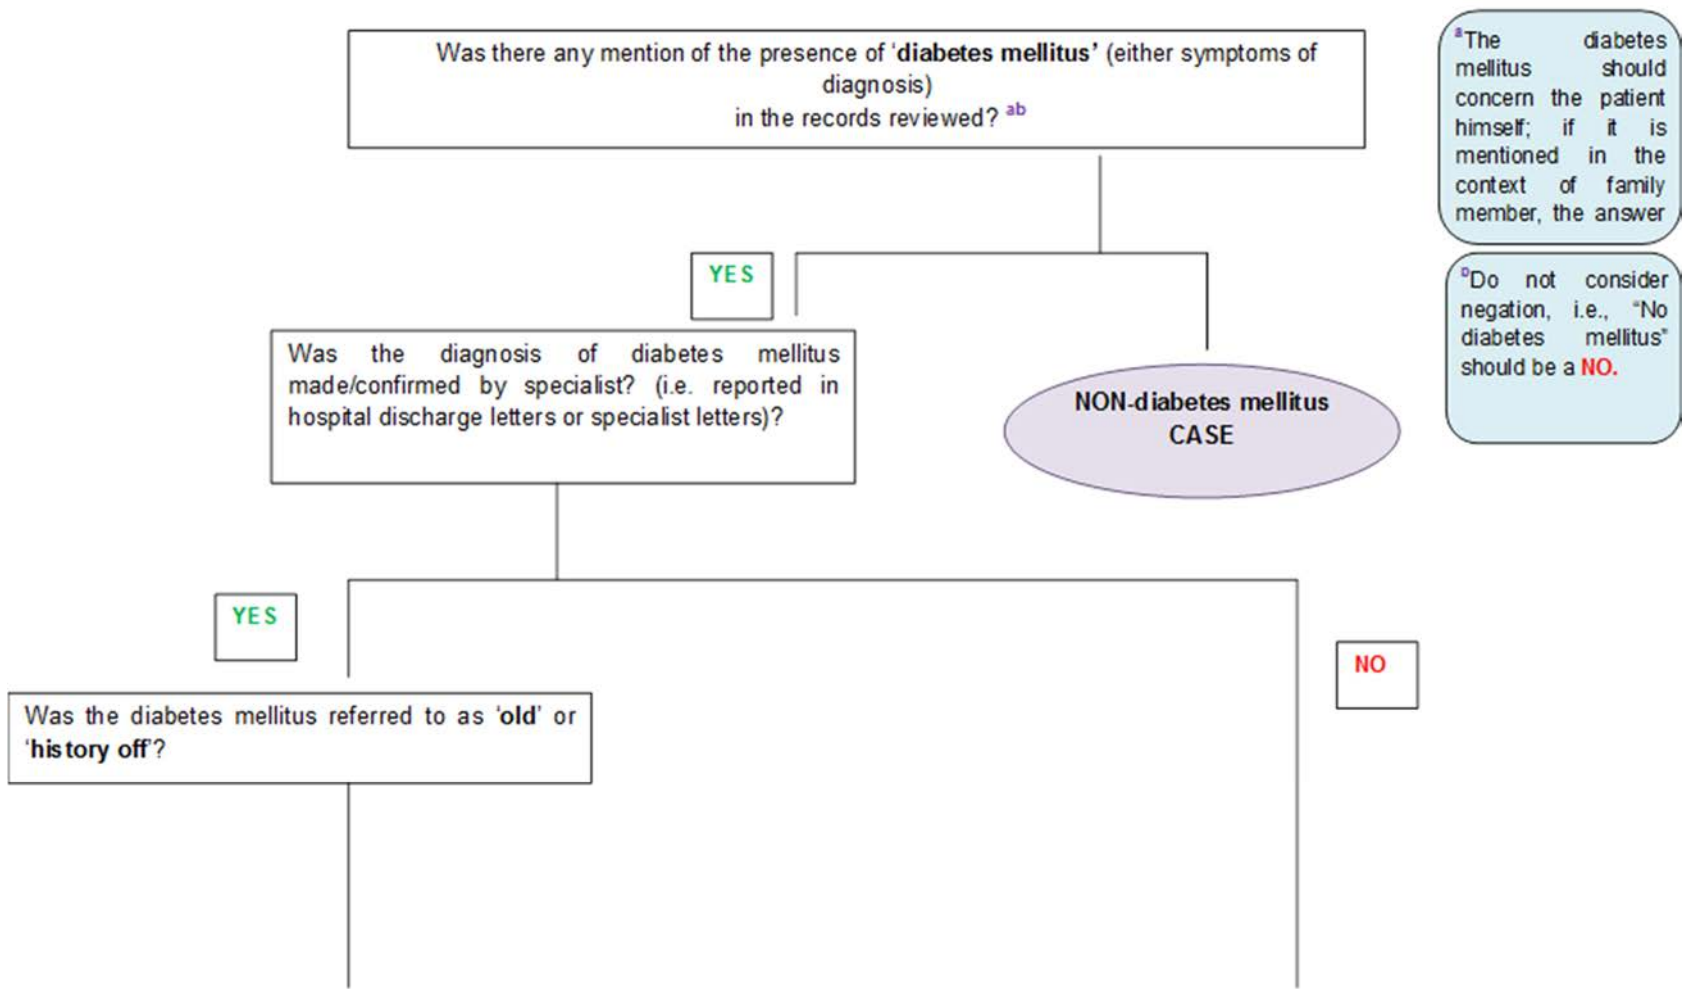 Was there any mention of the presence of ‘diabetes mellitus’ (either symptoms of
diagnosis)
in the records reviewed? ab
ªThe diabetes
mellitus should
concern the patient
himself; if it is
mentioned in the
context of family
member, the answer
YES
ᵇDo not consider
negation, i.e., “No
diabetes mellitus”
should be a NO.
Was the diagnosis of diabetes mellitus
made/confirmed by specialist? (i.e. reported in
hospital discharge letters or specialist letters)?
NON-diabetes mellitus
CASE
YES
NO
Was the diabetes mellitus referred to as ‘old’ or
‘history off’?